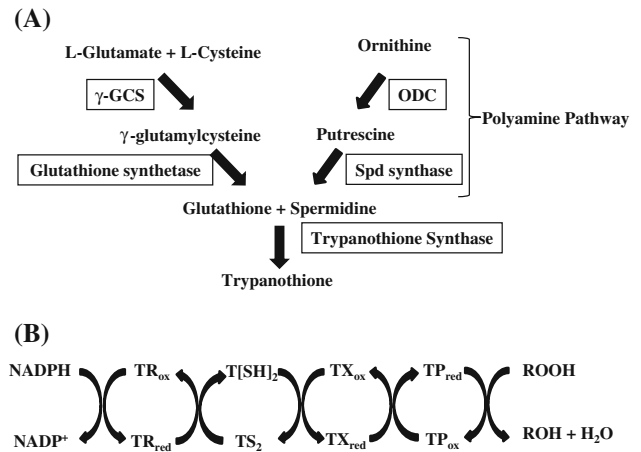 (A)
L-Glutamate + L-Cysteine
Ornithine
γ-GCS
ODC
Polyamine Pathway
γ-glutamylcysteine
Putrescine
Glutathione synthetase
Spd synthase
Glutathione + Spermidine
Trypanothione Synthase
Trypanothione
(B)
NADPH TRox T[SH]2 TXox TPred ROOH
NADP+ TRred TS2 TXred TPox ROH + H2O